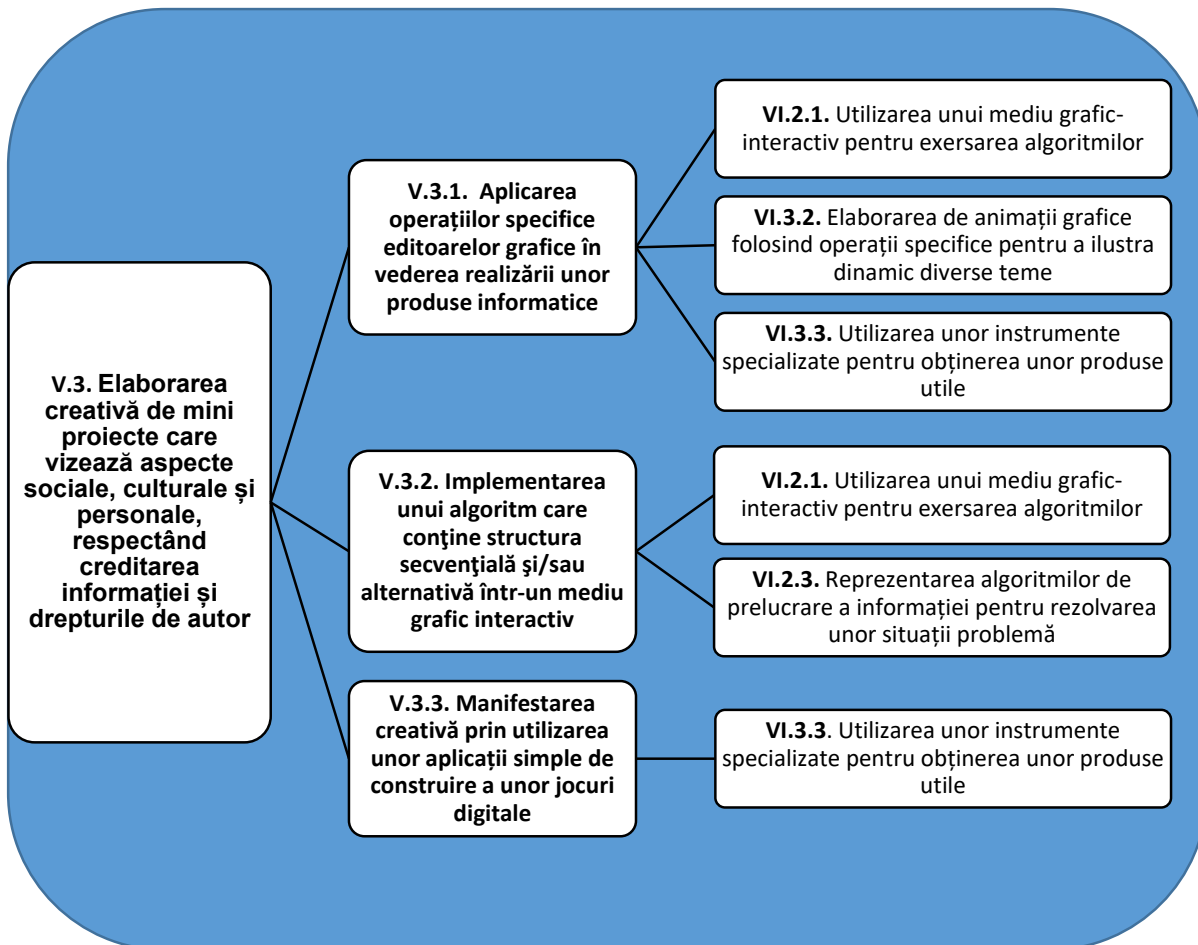 V.3. Elaborarea
creativă de mini
proiecte care
vizează aspecte
sociale, culturale și
personale,
respectând
creditarea
informației și
drepturile de autor
V.3.1. Aplicarea
operațiilor specifice
editoarelor grafice în
vederea realizării unor
produse informatice
VI.2.1. Utilizarea unui mediu grafic-
interactiv pentru exersarea algoritmilor
VI.3.2. Elaborarea de animații grafice
folosind operații specifice pentru a ilustra
dinamic diverse teme
VI.3.3. Utilizarea unor instrumente
specializate pentru obținerea unor produse
utile
V.3.2. Implementarea
unui algoritm care
conţine structura
secvenţială şi/sau
alternativă într-un mediu
grafic interactiv
VI.2.1. Utilizarea unui mediu grafic-
interactiv pentru exersarea algoritmilor
VI.2.3. Reprezentarea algoritmilor de
prelucrare a informației pentru rezolvarea
unor situații problemă
V.3.3. Manifestarea
creativă prin utilizarea
unor aplicații simple de
construire a unor jocuri
digitale
VI.3.3. Utilizarea unor instrumente
specializate pentru obținerea unor produse
utile